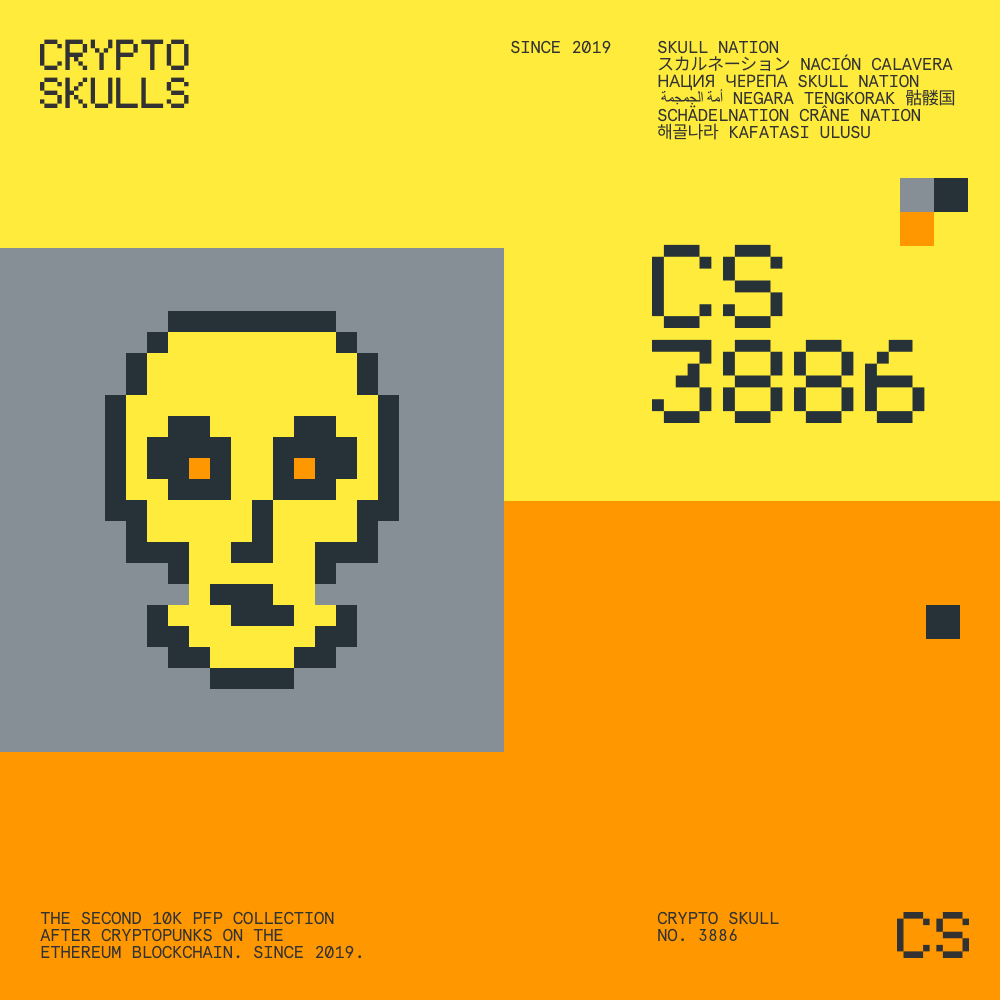 CRYPTO
SKULLS
SINCE 2019
SKULL NATION
スカルネーション NACIÓN CALAVERA
НАЦИЯ ЧЕРЕПА SKULL NATION
أمة الجمجمة NEGARA TENGKORAK 骷髅国
SCHÄDELNATION CRÂNE NATION
해골나라 KAFATASI ULUSU
CS
3886
THE SECOND 10K PFP COLLECTION
AFTER CRYPTOPUNKS ON THE
ETHEREUM BLOCKCHAIN. SINCE 2019.
CRYPTO SKULL
NO. 3886
CS